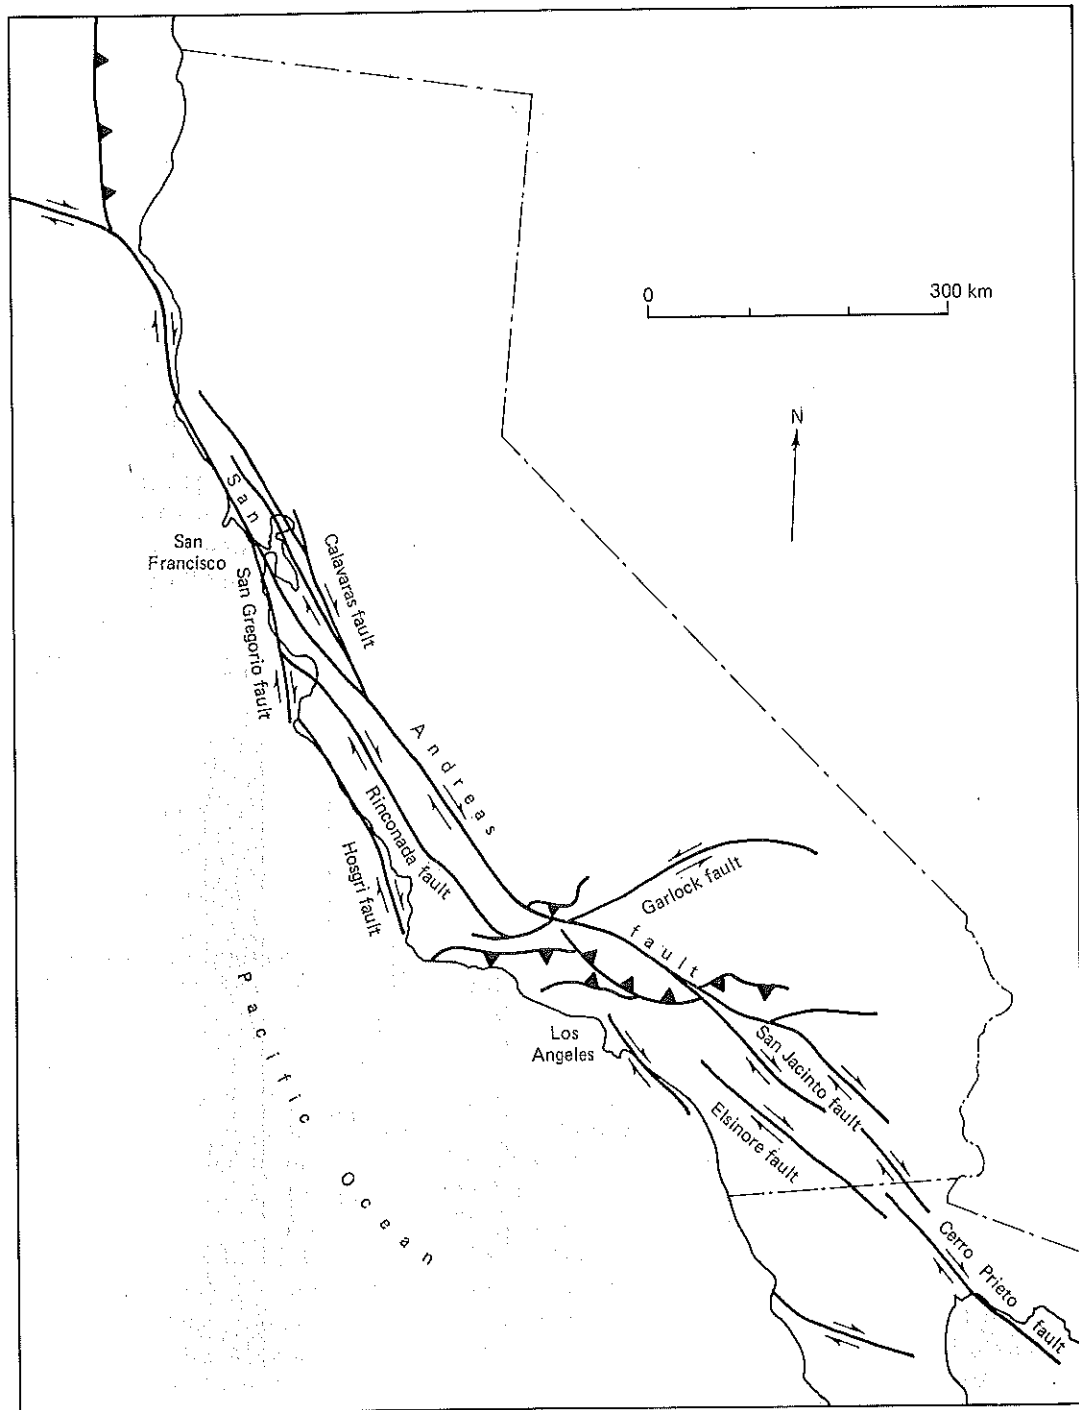 0 300 km
N
San
San
Francisco
Calavaras fault
San Gregorio fault
Andreas
Rinconada fault
Hosgri fault
Garlock fault
fault
Pacific Ocean
Los
Angeles
San Jacinto fault
Elsinore fault
Cerro Prieto fault